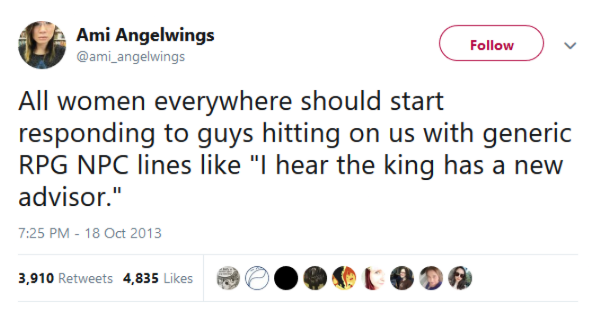 Ami Angelwings
@ami_angelwings
Follow
All women everywhere should start
responding to guys hitting on us with generic
RPG NPC lines like "I hear the king has a new
advisor."
7:25 PM - 18 Oct 2013
3,910 Retweets 4,835 Likes